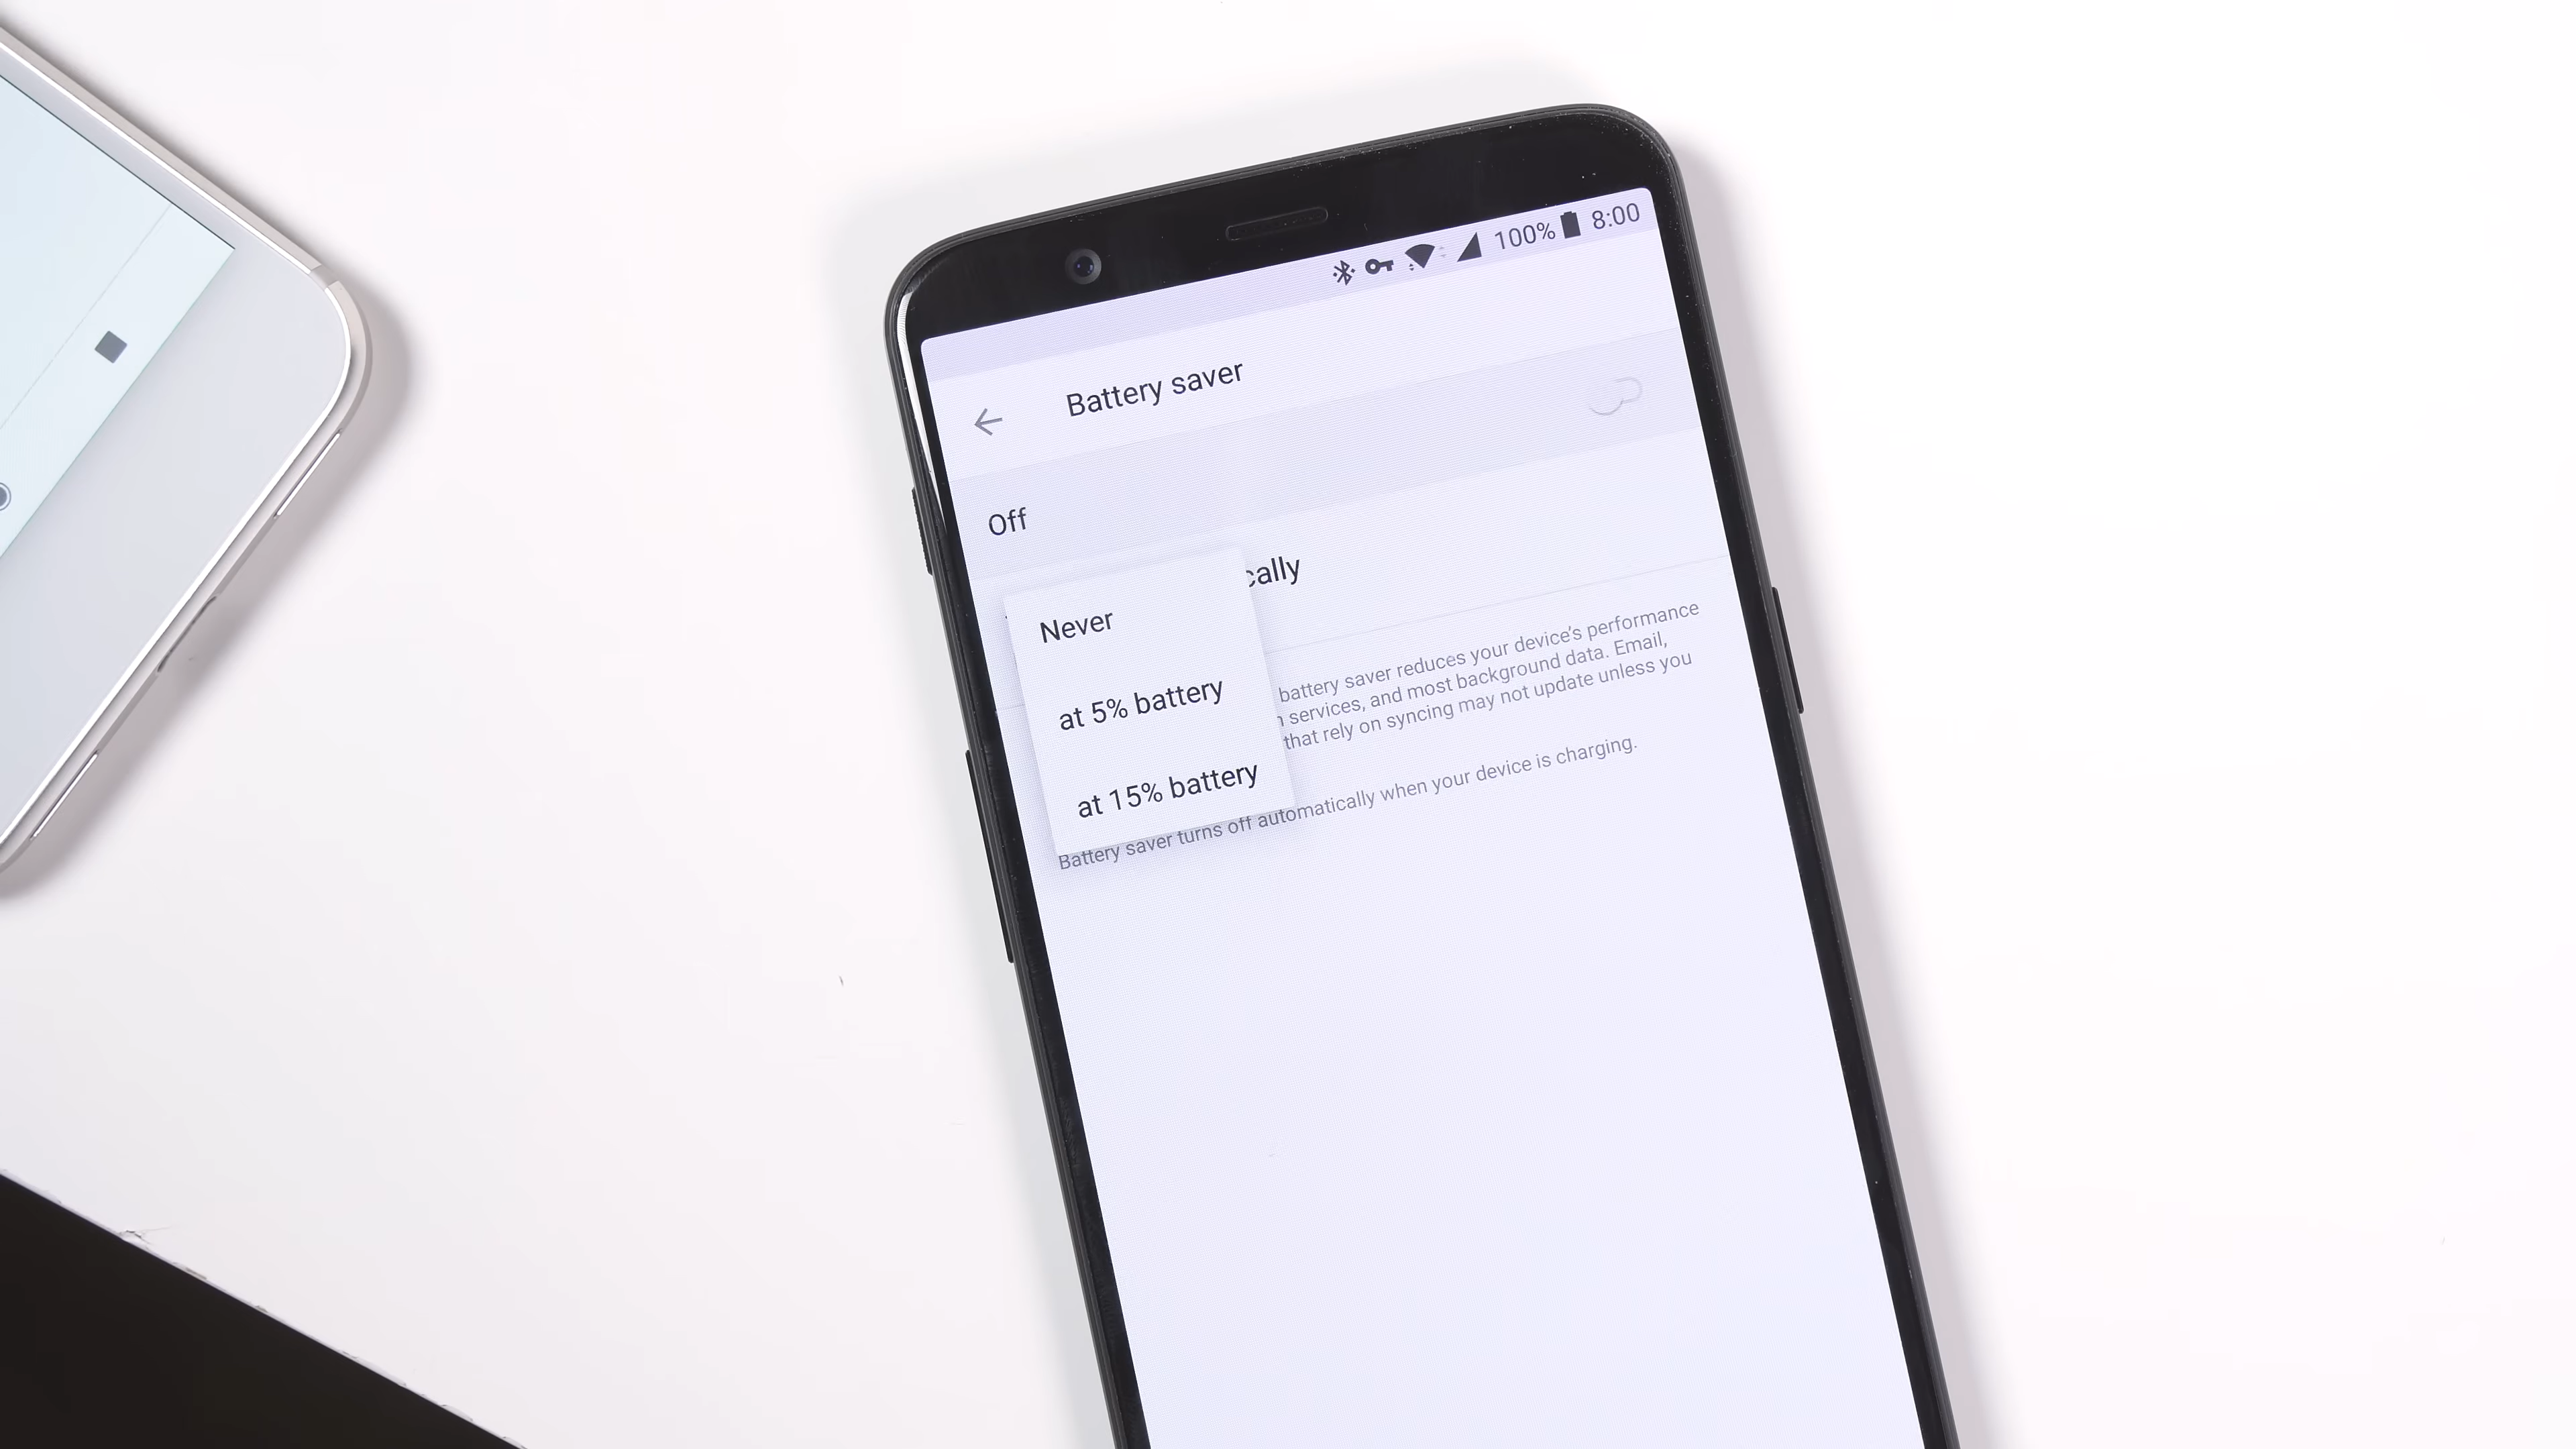 100% 8:00
Battery saver
Off
cally
Never
at 5% battery
at 15% battery
battery saver reduces your device's performance
services, and most background data. Email,
that rely on syncing may not update unless you
Battery saver turns off automatically when your device is charging.